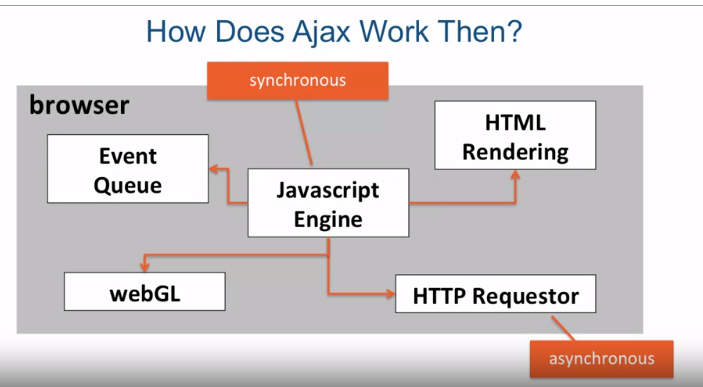 How Does Ajax Work Then?
synchronous
browser
HTML
Rendering
Event
Queue
Javascript
Engine
webGL
HTTP Requestor
asynchronous